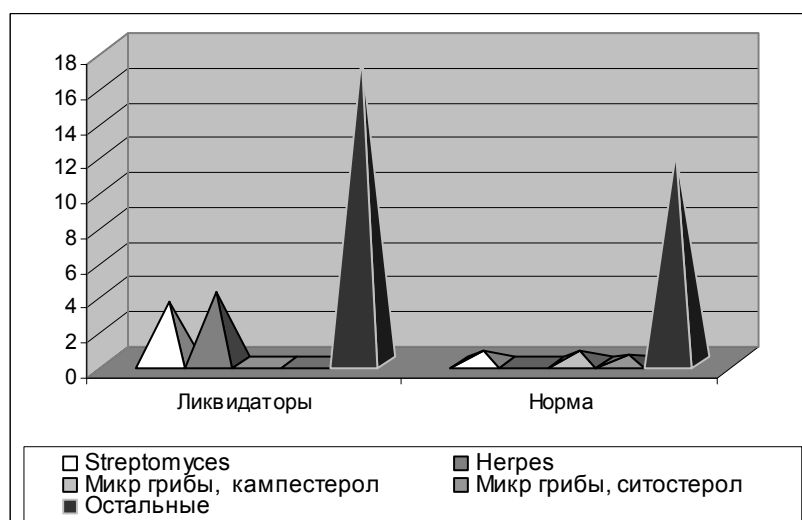 18
16
14
12
10
8
6
4
2
0
Ликвидаторы Норма
Streptomyces Herpes
Микр грибы, кампестерол Микр грибы, ситостерол
Остальные